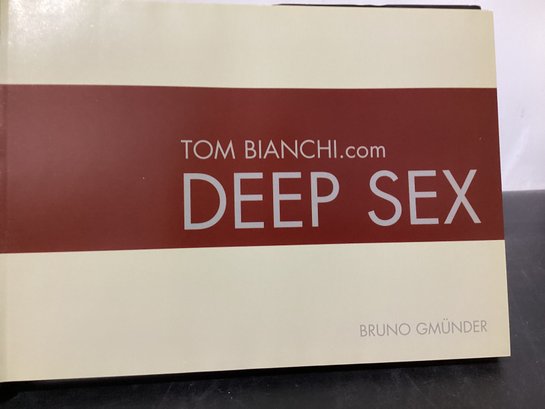 TOM BIANCHI.com
DEEP SEX
BRUNO GMÜNDER